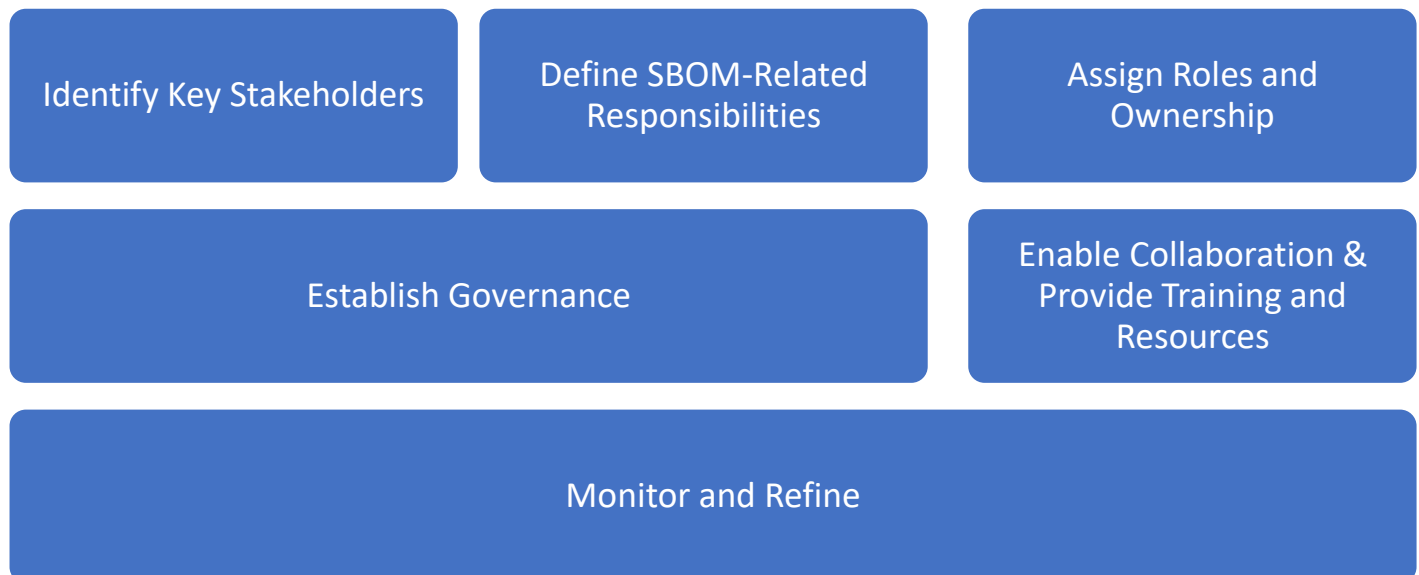 Identify Key Stakeholders
Define SBOM-Related
Responsibilities
Assign Roles and
Ownership
Establish Governance
Enable Collaboration &
Provide Training and
Resources
Monitor and Refine